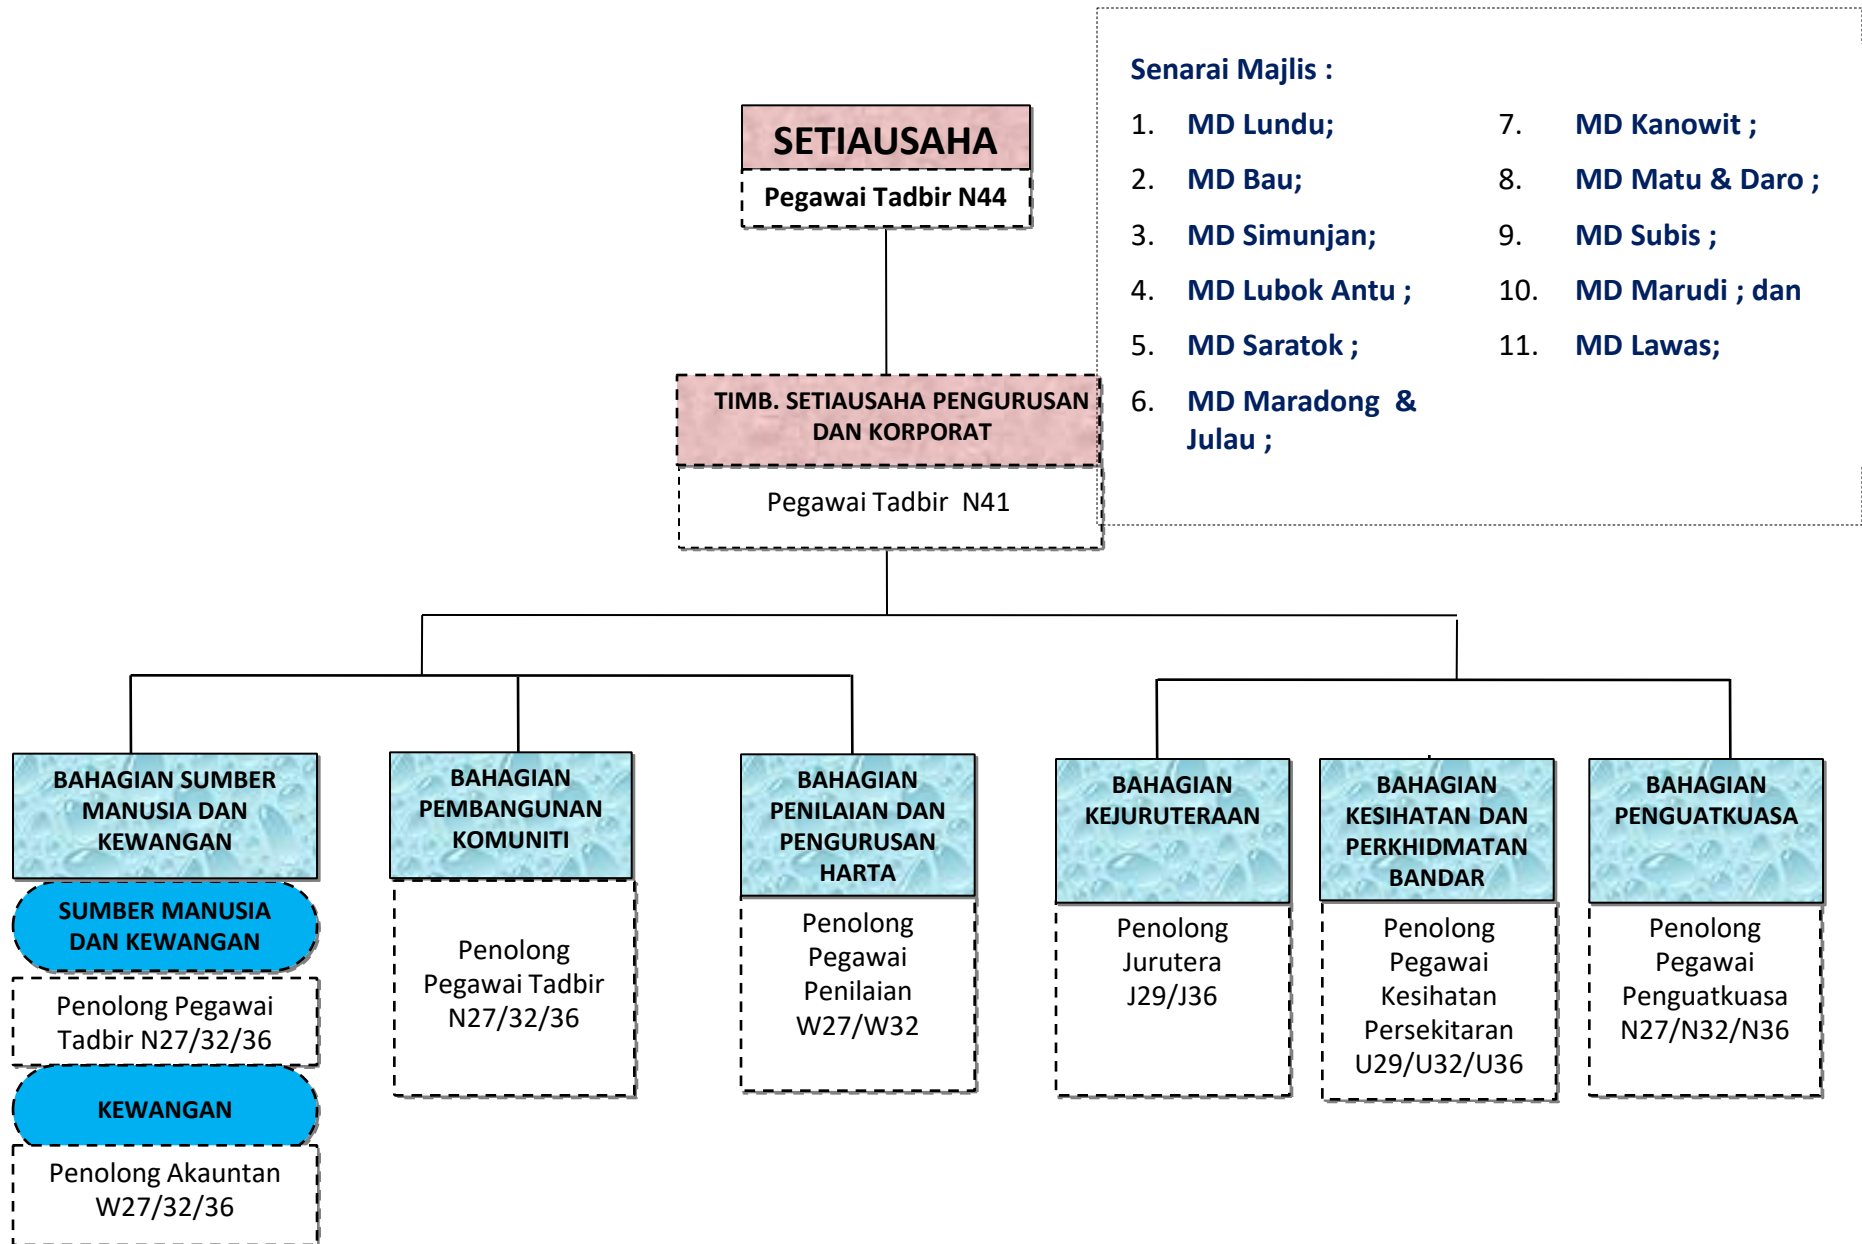 Senarai Majlis :
1. MD Lundu;
2. MD Bau;
3. MD Simunjan;
4. MD Lubok Antu ;
5. MD Saratok ;
6. MD Maradong &
Julau ;
7. MD Kanowit ;
8. MD Matu & Daro ;
9. MD Subis ;
10. MD Marudi ; dan
11. MD Lawas;
SETIAUSAHA
Pegawai Tadbir N44
TIMB. SETIAUSAHA PENGURUSAN
DAN KORPORAT
Pegawai Tadbir N41
BAHAGIAN SUMBER
MANUSIA DAN
KEWANGAN
SUMBER MANUSIA
DAN KEWANGAN
Penolong Pegawai
Tadbir N27/32/36
KEWANGAN
Penolong Akauntan
W27/32/36
BAHAGIAN
PEMBANGUNAN
KOMUNITI
Penolong
Pegawai Tadbir
N27/32/36
BAHAGIAN
PENILAIAN DAN
PENGURUSAN
HARTA
Penolong
Pegawai
Penilaian
W27/W32
BAHAGIAN
KEJURUTERAAN
Penolong
Jurutera
J29/J36
BAHAGIAN
KESIHATAN DAN
PERKHIDMATAN
BANDAR
Penolong
Pegawai
Kesihatan
Persekitaran
U29/U32/U36
BAHAGIAN
PENGUATKUASA
Penolong
Pegawai
Penguatkuasa
N27/N32/N36